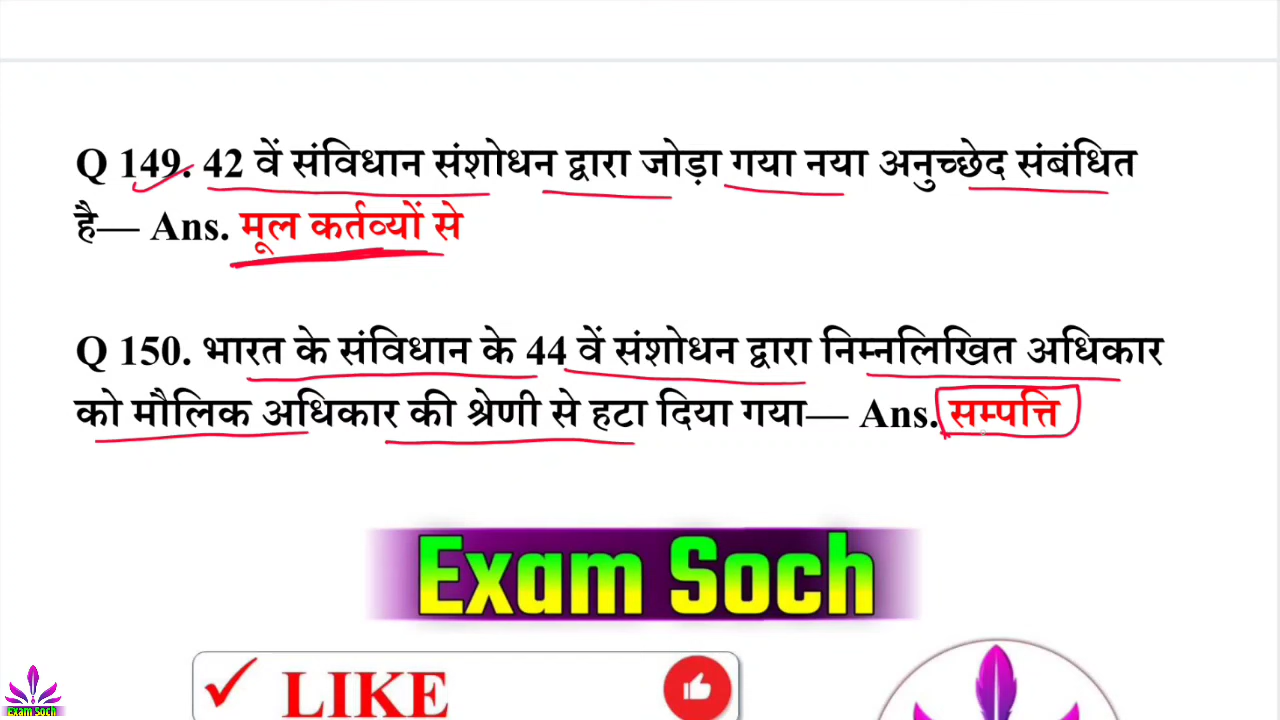 Q 149. 42 वें संविधान संशोधन द्वारा जोड़ा गया नया अनुच्छेद संबंधित
है— Ans. मूल कर्तव्यों से
Q 150. भारत के संविधान के 44 वें संशोधन द्वारा निम्नलिखित अधिकार
को मौलिक अधिकार की श्रेणी से हटा दिया गया— Ans. सम्पत्ति
Exam Soch
LIKE
Exam Soch